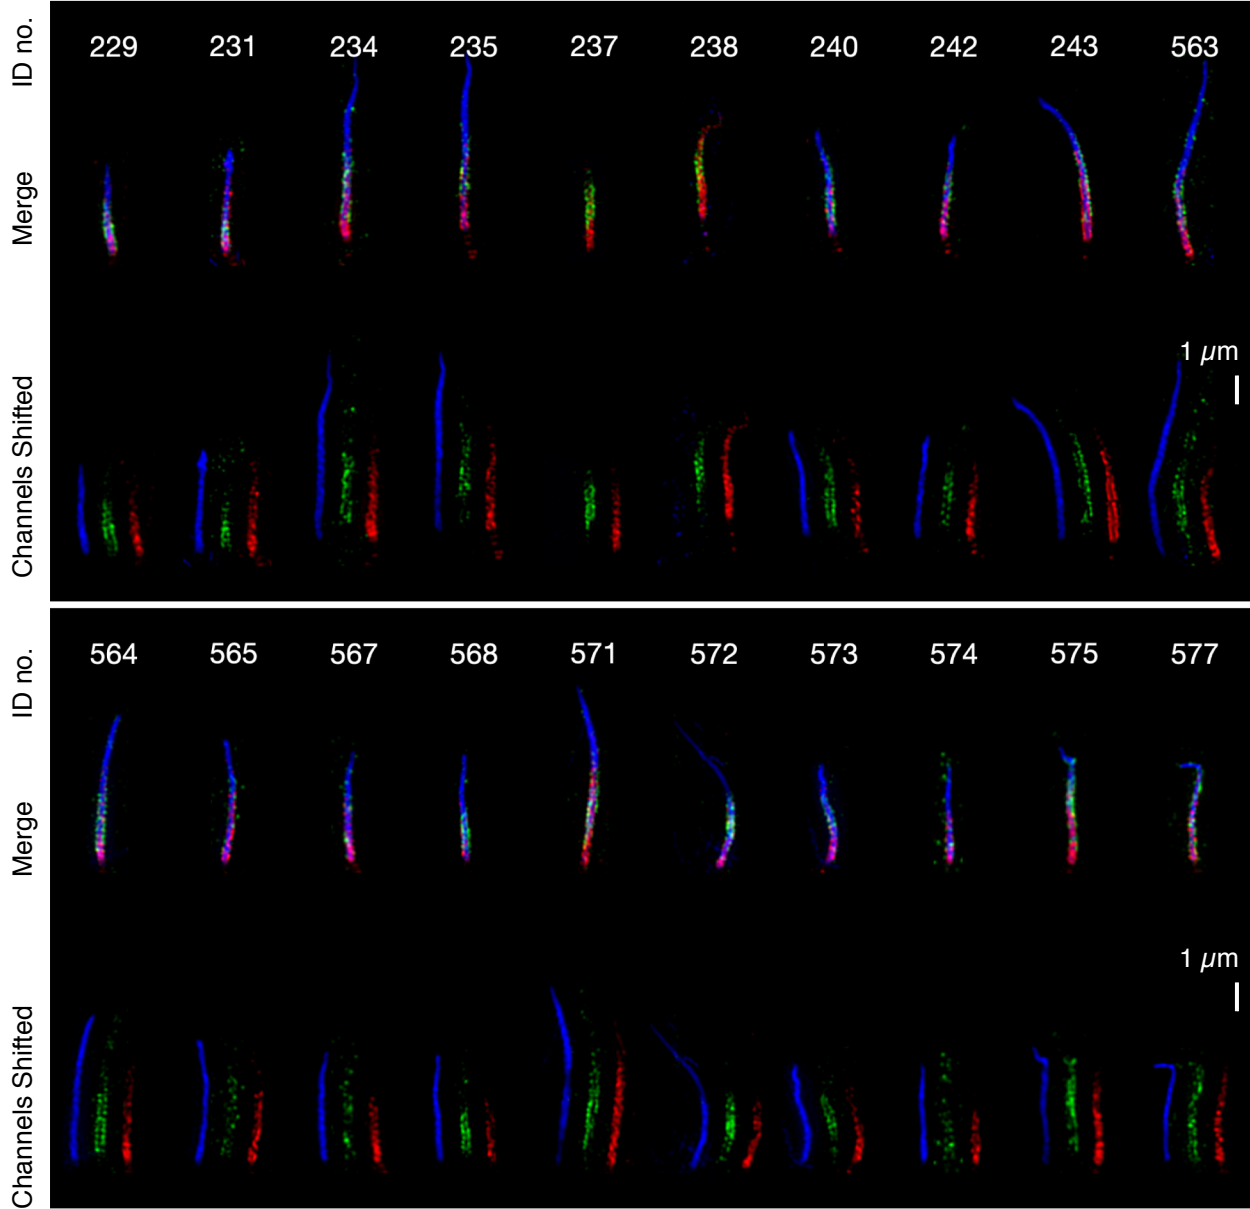 ID no.
229 231 234 235 237 238 240 242 243 563
Merge
1 µm
Channels Shifted
ID no.
564 565 567 568 571 572 573 574 575 577
Merge
1 µm
Channels Shifted